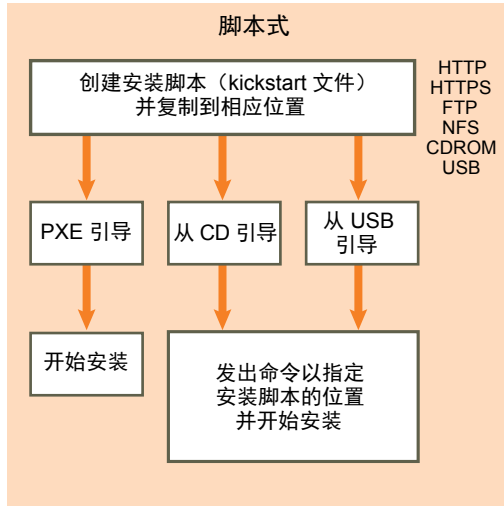 脚本式
创建安装脚本（kickstart 文件）
并复制到相应位置
HTTP
HTTPS
FTP
NFS
CDROM
USB
PXE 引导
从 CD 引导
从 USB
引导
开始安装
发出命令以指定
安装脚本的位置
并开始安装